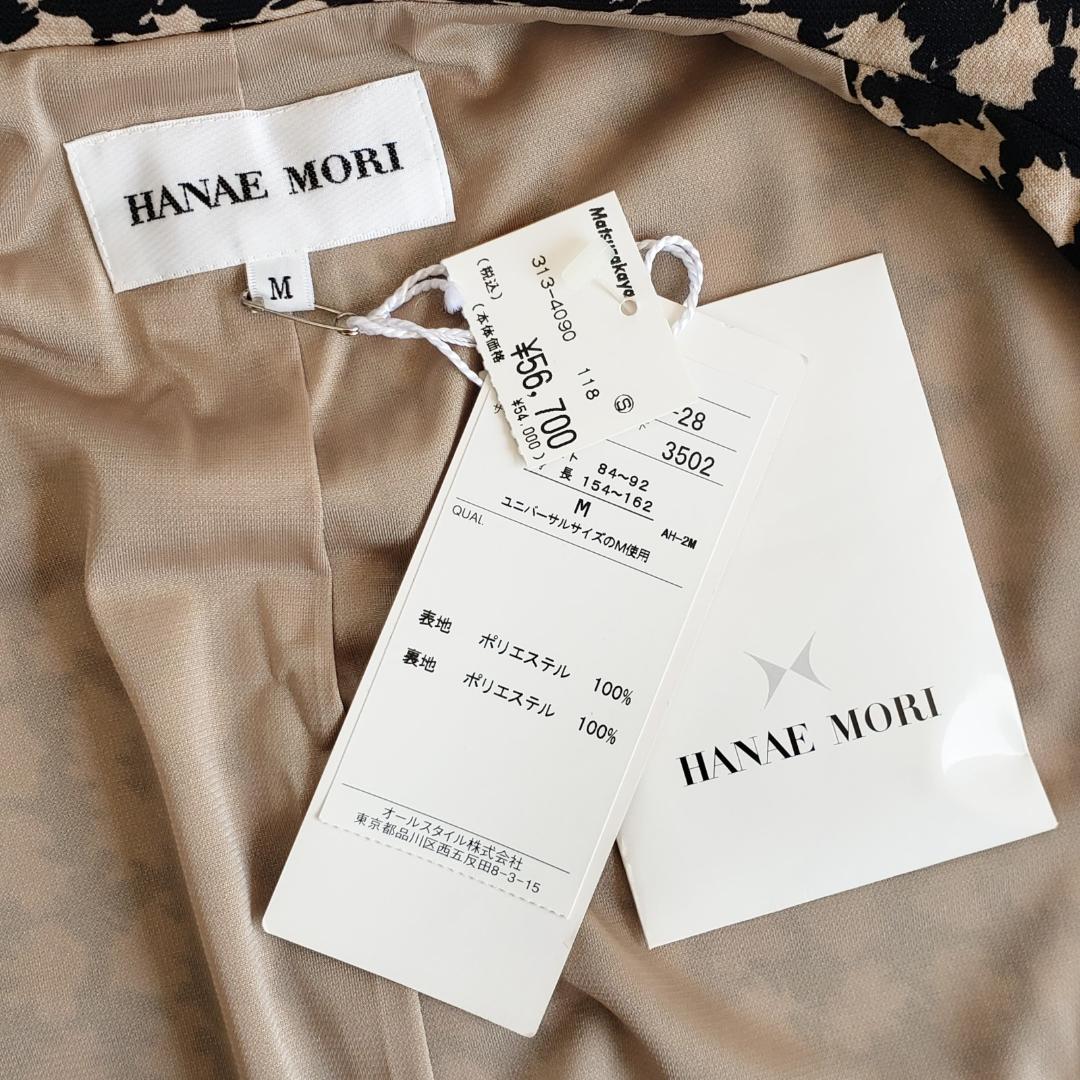 HANAE MORI
M
Matsuzakaya
313-4090
118 Ⓢ
(税込) ¥56,700
(本体価格 ¥54,000)
-28
3502
ト 84~92
長 154~162
M
AH-2M
ユニバーサルサイズのM使用
QUAL.
表地 ポリエステル 100%
裏地 ポリエステル 100%
オールスタイル株式会社
東京都品川区西五反田8-3-15
HANAE MORI